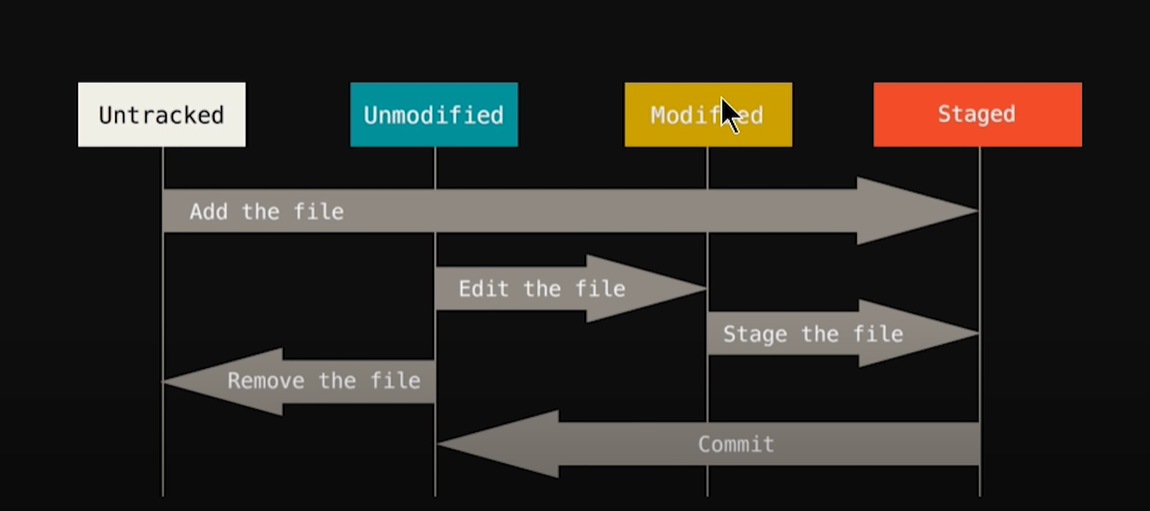 Untracked
Unmodified
Modified
Staged
Add the file
Edit the file
Stage the file
Remove the file
Commit